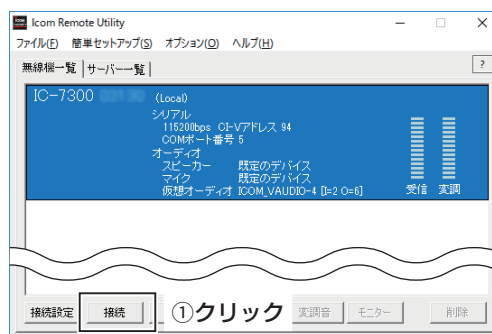 Icom Remote Utility
ファイル(F) 簡単セットアップ(S) オプション(O) ヘルプ(H)
無線機一覧 サーバー一覧 ?
IC-7300 (Local)
シリアル
115200bps CI-Vアドレス 94
COMポート番号 5
オーディオ
スピーカー 既定のデバイス
マイク 既定のデバイス
仮想オーディオ ICOM_VAUDIO-4 [I=2 O=6] 受信 変調
接続設定 接続 ①クリック 変調音 モニター 削除